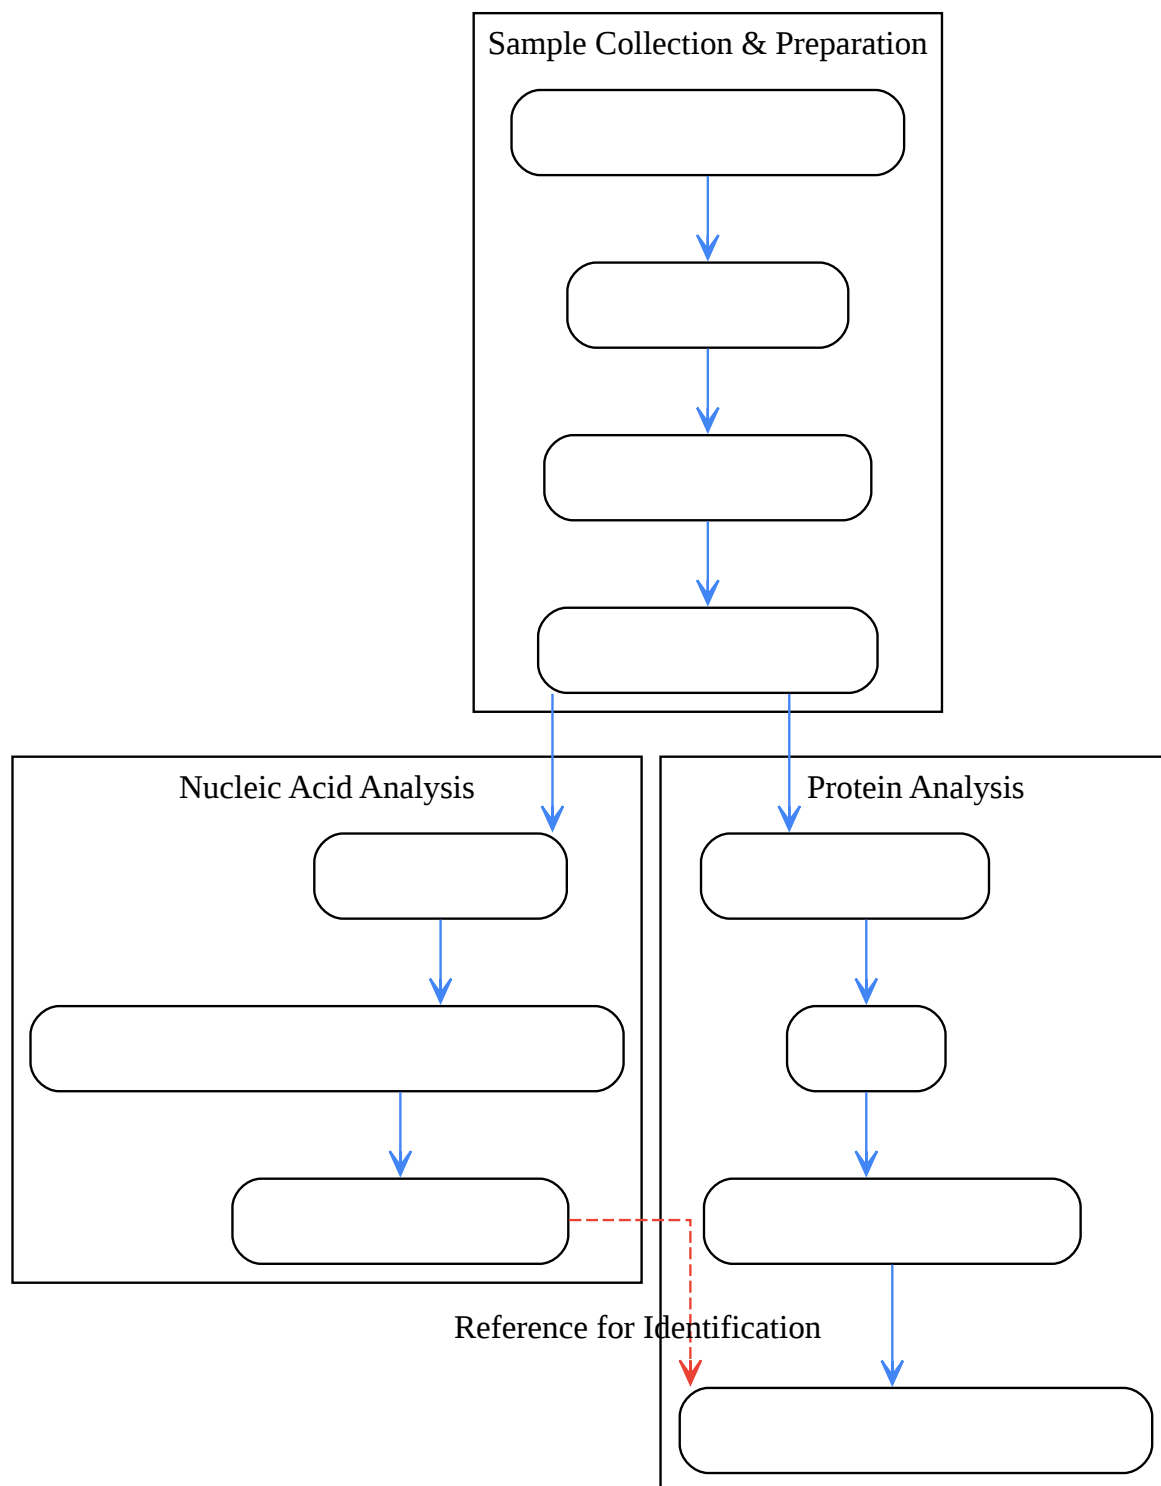 Sample Collection & Preparation
Nucleic Acid Analysis
Protein Analysis
Reference for Identification